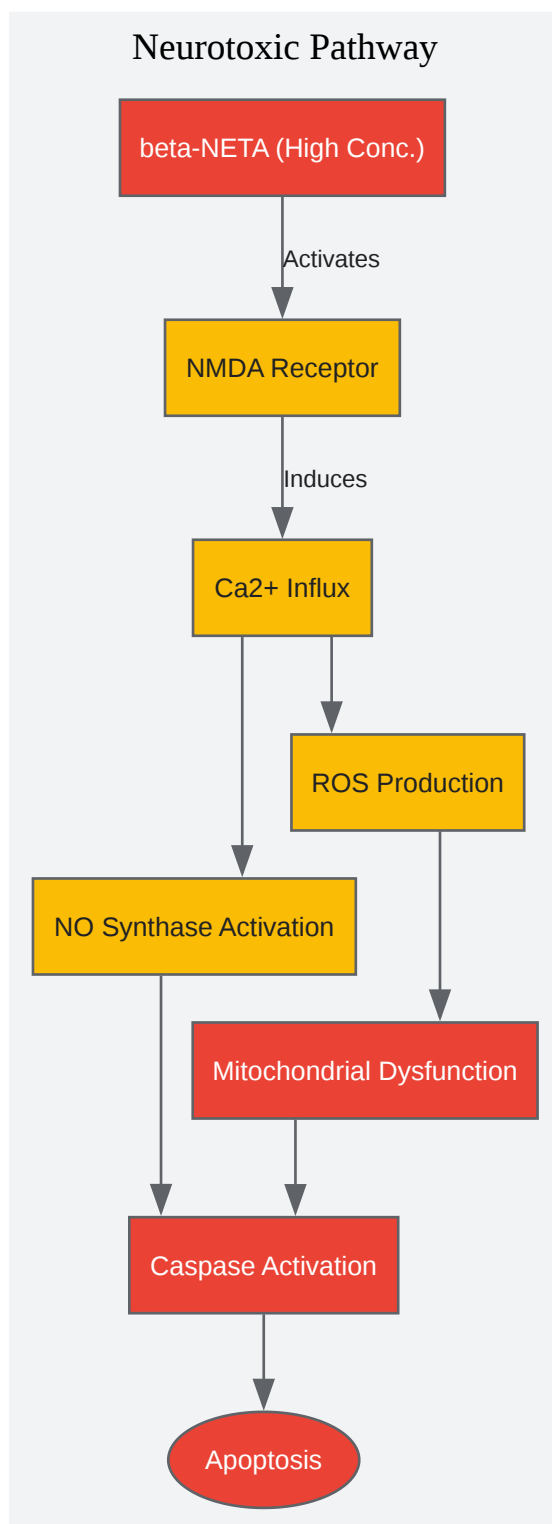 Neurotoxic Pathway
beta-NETA (High Conc.)
Activates
NMDA Receptor
Induces
Ca2+ Influx
ROS Production
NO Synthase Activation
Mitochondrial Dysfunction
Caspase Activation
Apoptosis